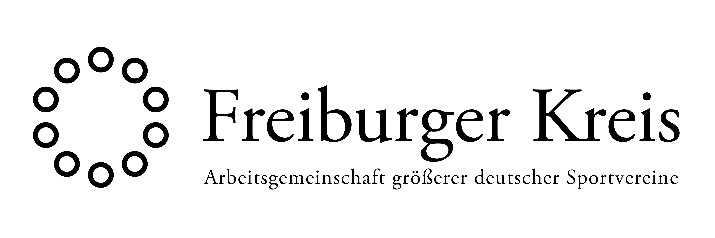 Freiburger Kreis
Arbeitsgemeinschaft größerer deutscher Sportvereine